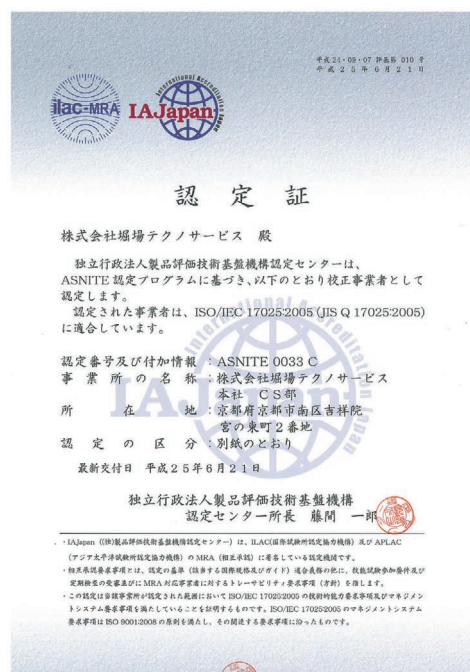 平成24・09・07 評基認 010 号
平成25年6月21日
ilac-MRA
International Accreditation Japan
IAJapan
認定証
株式会社堀場テクノサービス 殿
独立行政法人製品評価技術基盤機構認定センターは、
ASNITE 認定プログラムに基づき、以下のとおり校正事業者として
認定します。
認定された事業者は、ISO/IEC 17025:2005 (JIS Q 17025:2005)
に適合しています。
認定番号及び付加情報 : ASNITE 0033 C
事業所の名称 : 株式会社堀場テクノサービス
本社 CS部
所在地 : 京都府京都市南区吉祥院
宮の東町2番地
認定の区分 : 別紙のとおり
最新交付日 平成25年6月21日
独立行政法人製品評価技術基盤機構
認定センター所長 藤間 一郎
・IAJapan ((独)製品評価技術基盤機構認定センター) は、ILAC(国際試験所認定協力機構) 及び APLAC
(アジア太平洋試験所認定協力機構) の MRA (相互承認) に署名している認定機関です。
・相互承認要求事項とは、認定の基準 (該当する国際規格及びガイド) 適合義務の他に、技能試験参加要件及び
定期検査の受審並びに MRA 対応事業者に対するトレーサビリティ要求事項 (方針) を指します。
・この認定は当該事業所が認定された範囲において ISO/IEC 17025:2005 の技術的能力要求事項及びマネジメン
トシステム要求事項を満たしていることを証明するものです。ISO/IEC 17025:2005 のマネジメントシステム
要求事項は ISO 9001:2008 の原則を満たし、その関連する要求事項に沿ったものです。